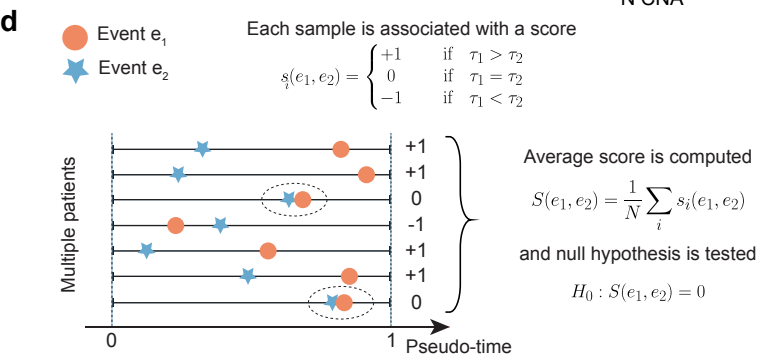 N CNA
d
Event e1
Event e2
Each sample is associated with a score
si(e1, e2) = { +1 if τ1 > τ2
0 if τ1 = τ2
−1 if τ1 < τ2
Multiple patients
+1
+1
0
-1
+1
+1
0
0
1
Pseudo-time
Average score is computed
S(e1, e2) = 1/N ∑i si(e1, e2)
and null hypothesis is tested
H0 : S(e1, e2) = 0